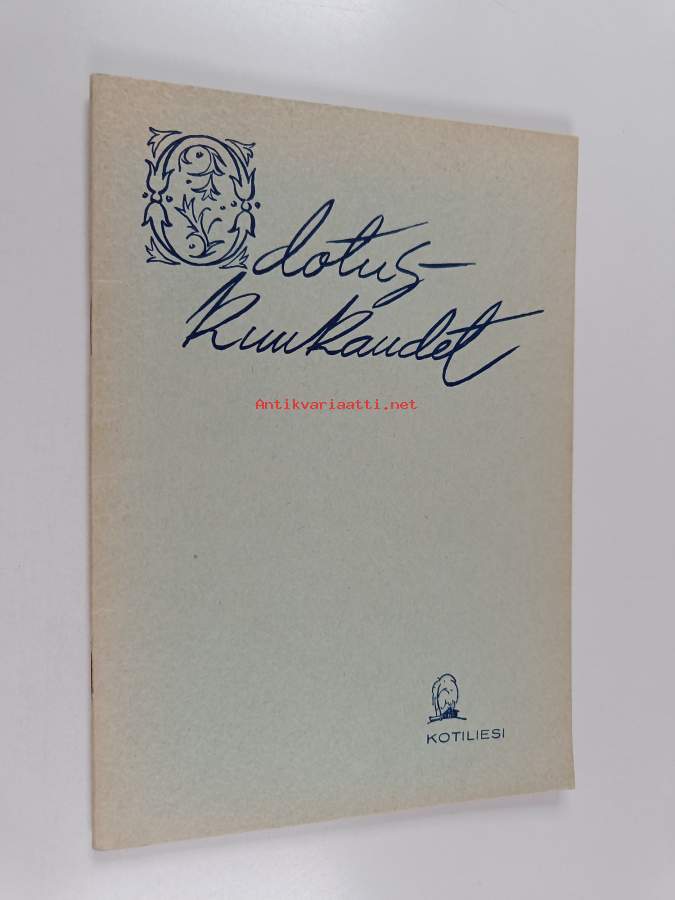 Odotus-
kuukaudet
Antikvariaatti.net
KOTILIESI